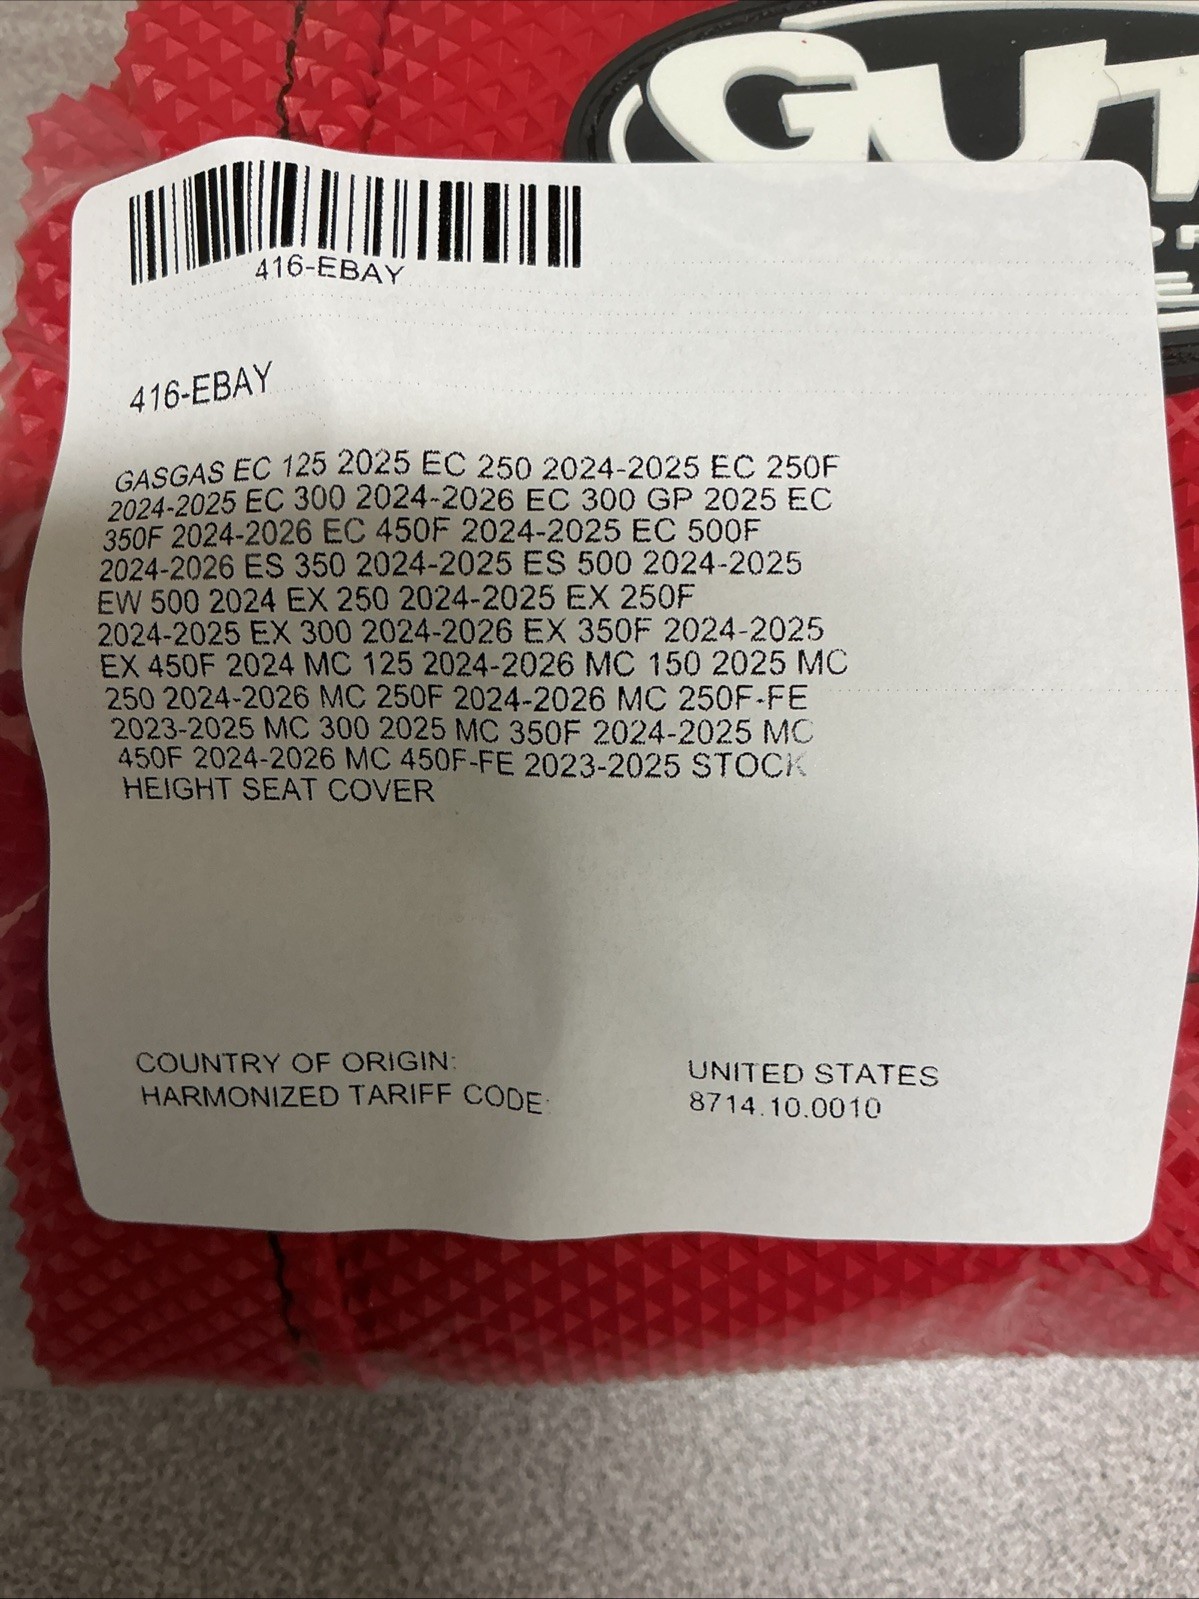 GUT
416-EBAY
416-EBAY
GASGAS EC 125 2025 EC 250 2024-2025 EC 250F
2024-2025 EC 300 2024-2026 EC 300 GP 2025 EC
350F 2024-2026 EC 450F 2024-2025 EC 500F
2024-2026 ES 350 2024-2025 ES 500 2024-2025
EW 500 2024 EX 250 2024-2025 EX 250F
2024-2025 EX 300 2024-2026 EX 350F 2024-2025
EX 450F 2024 MC 125 2024-2026 MC 150 2025 MC
250 2024-2026 MC 250F 2024-2026 MC 250F-FE
2023-2025 MC 300 2025 MC 350F 2024-2025 MC
450F 2024-2026 MC 450F-FE 2023-2025 STOCK
HEIGHT SEAT COVER
COUNTRY OF ORIGIN: UNITED STATES
HARMONIZED TARIFF CODE: 8714.10.0010